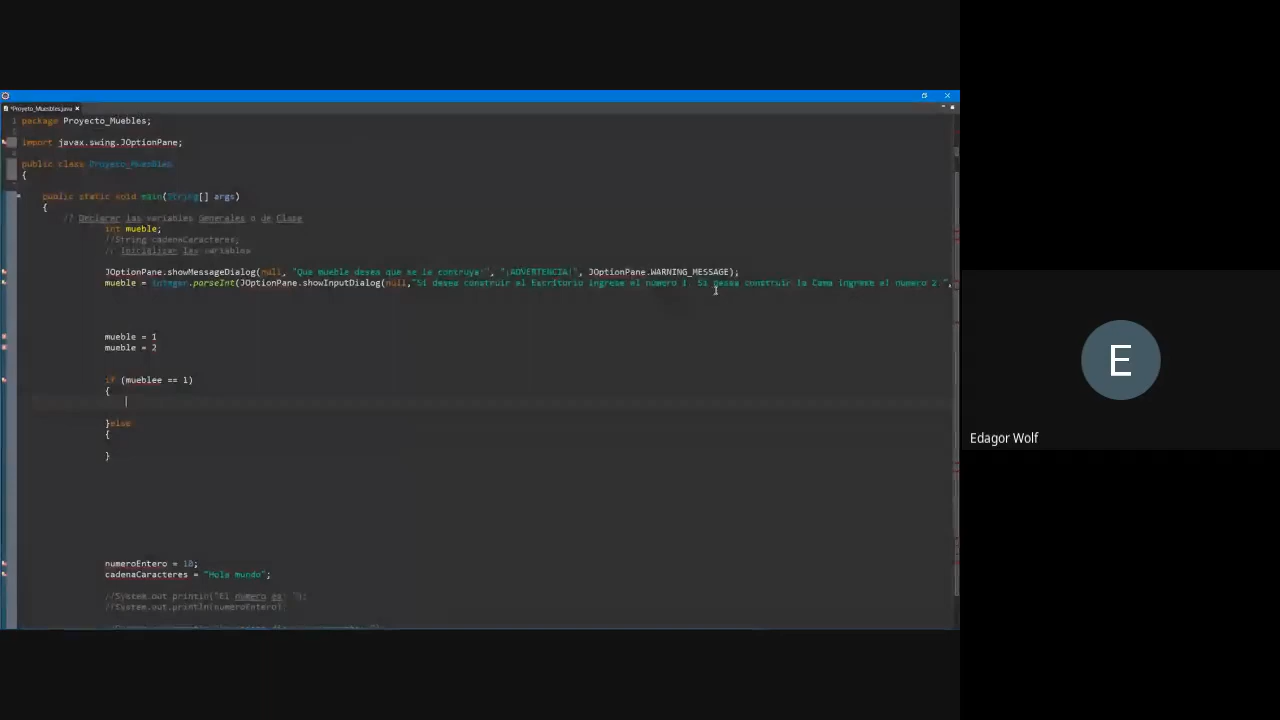 *Proyeto_Muesbles.java
1 package Proyecto_Muebles;
import javax.swing.JOptionPane;
public class Proyeto_Muesbles
{
public static void main(String[] args)
{
// Declarar las variables Generales o de Clase
int mueble;
//String cadenaCaracteres;
// Inicializar las variables
JOptionPane.showMessageDialog(null, "Que mueble desea que se le contruya:", "¡ADVERTENCIA!", JOptionPane.WARNING_MESSAGE);
mueble = Integer.parseInt(JOptionPane.showInputDialog(null,"Si desea construir el Escritorio ingrese el numero 1, Si desea construir la Cama ingrese el numero 2 ",
mueble = 1
mueble = 2
if (mueblee == 1)
{
}else
{
}
numeroEntero = 18;
cadenaCaracteres = "Hola mundo";
//System.out.println("El numero es: ");
//System.out.println(numeroEntero);
Edagor Wolf
E